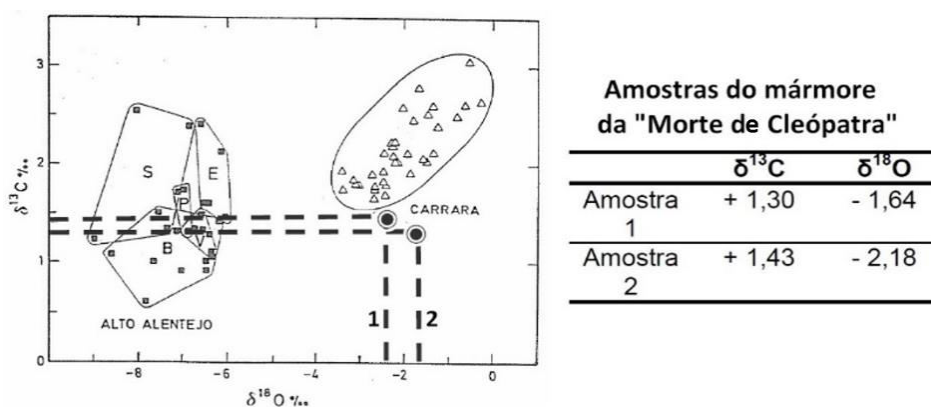 δ13C ‰
3
2
1
0
S
E
P
B
CARRARA
ALTO ALENTEJO
1
2
-8
-6
-4
-2
0
δ18O ‰
Amostras do mármore
da "Morte de Cleópatra"
δ13C δ18O
Amostra + 1,30 - 1,64
1
Amostra + 1,43 - 2,18
2